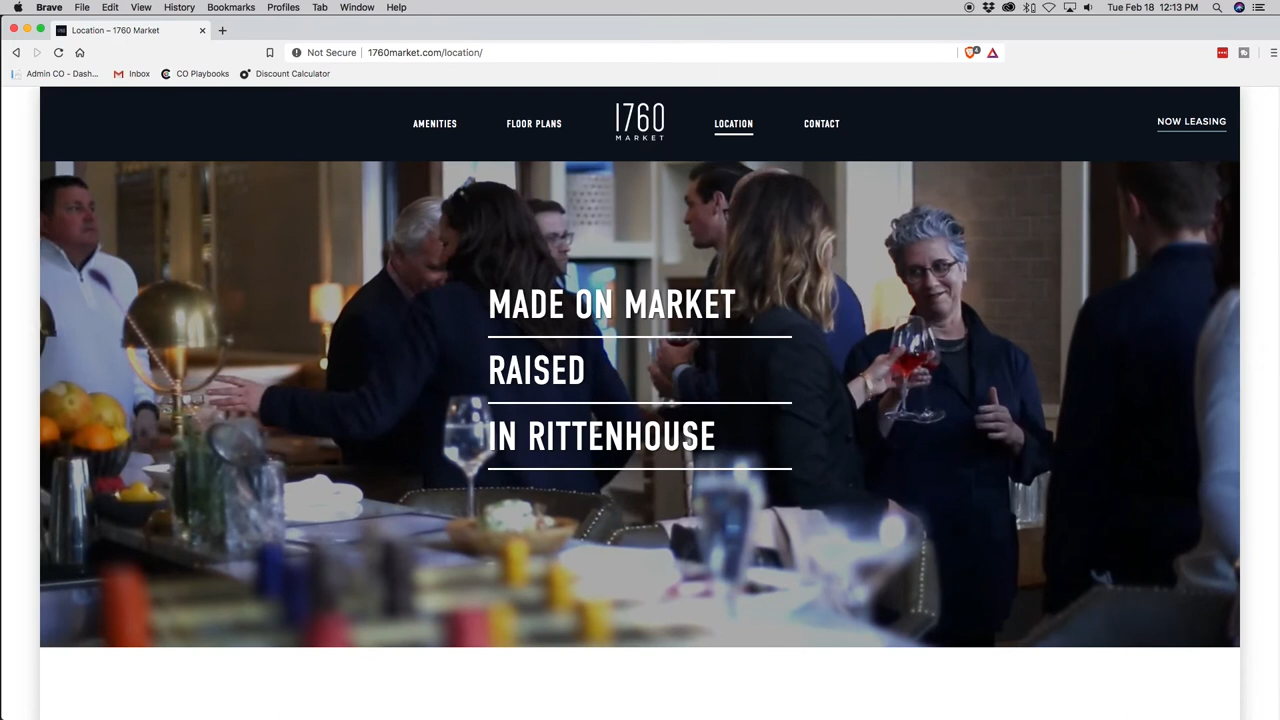 Brave File Edit View History Bookmarks Profiles Tab Window Help Tue Feb 18 12:13 PM
Location – 1760 Market
Not Secure 1760market.com/location/ 4
Admin CO - Dash... Inbox CO Playbooks Discount Calculator
AMENITIES FLOOR PLANS 1760 MARKET LOCATION CONTACT NOW LEASING
MADE ON MARKET
RAISED
IN RITTENHOUSE